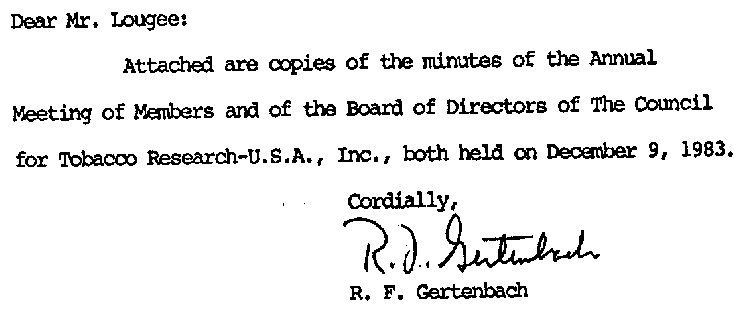 Dear Mr. Lougee:
Attached are copies of the minutes of the Annual
Meeting of Members and of the Board of Directors of The Council
for Tobacco Research-U.S.A., Inc., both held on December 9, 1983.
Cordially,
R. F. Gertenbach
R. F. Gertenbach